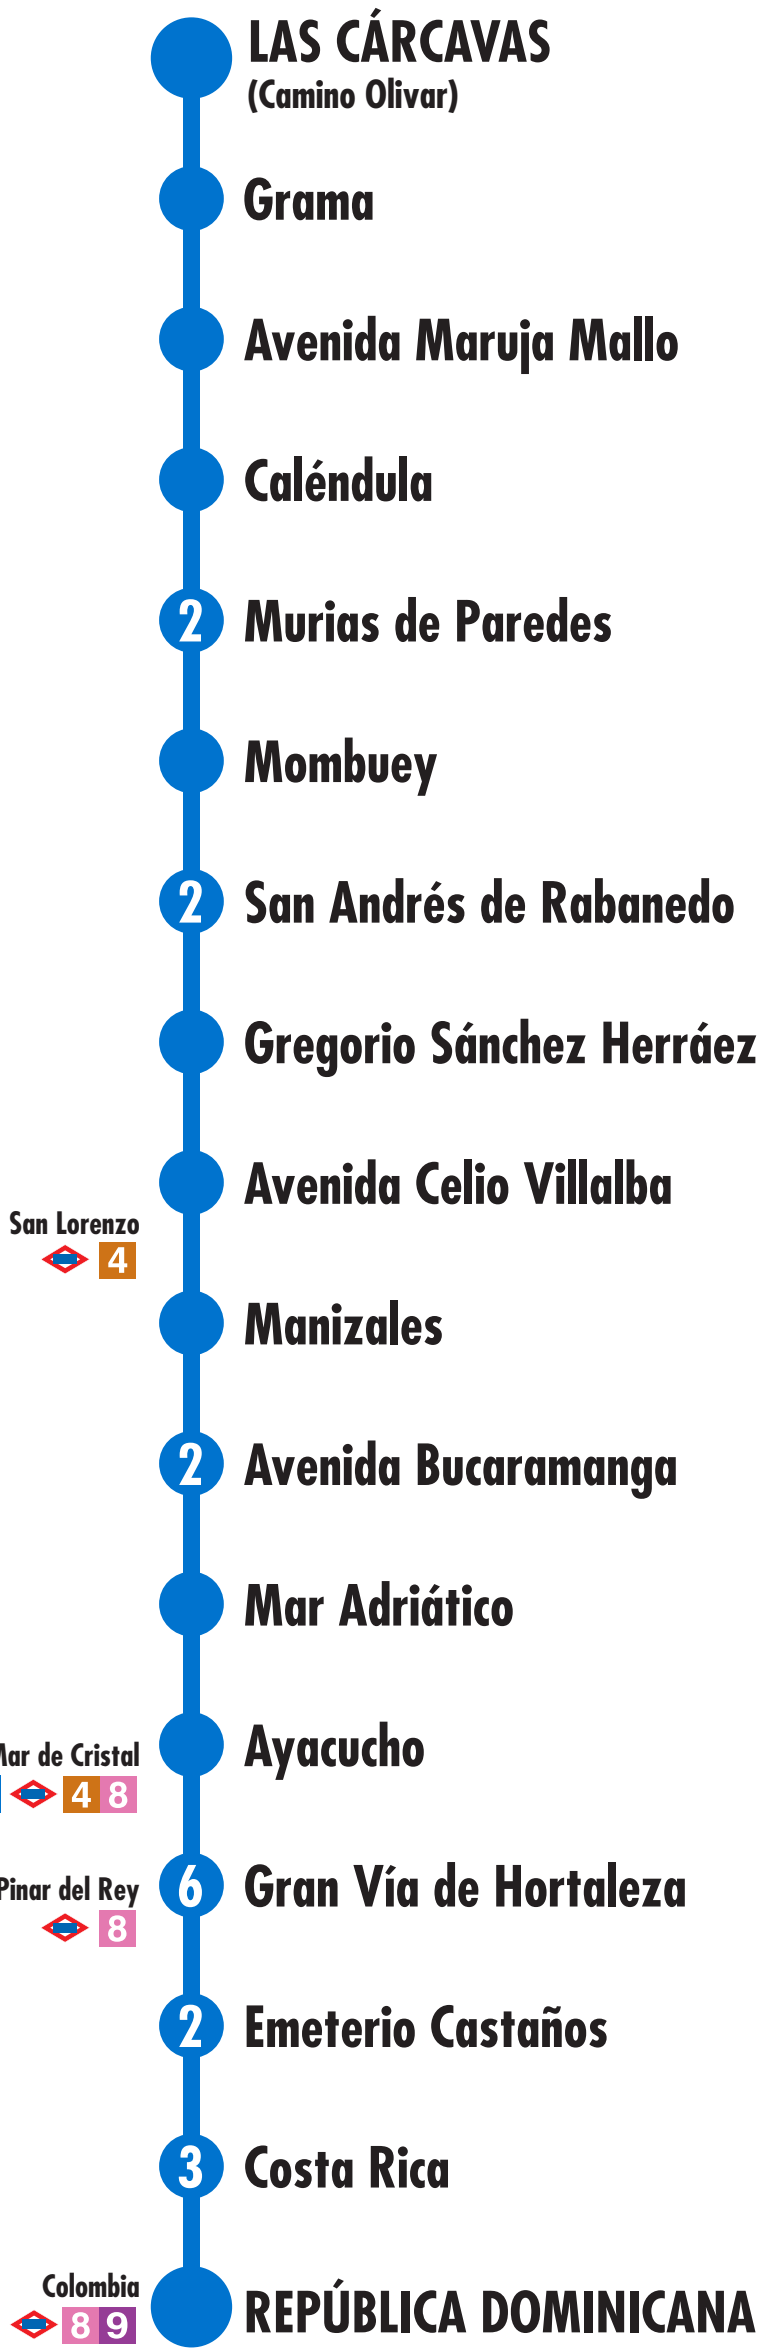 LAS CÁRCAVAS
(Camino Olivar)
Grama
Avenida Maruja Mallo
Caléndula
2 Murias de Paredes
Mombuey
2 San Andrés de Rabanedo
Gregorio Sánchez Herráez
Avenida Celio Villalba
San Lorenzo
4
Manizales
2 Avenida Bucaramanga
Mar Adriático
Ayacucho
Mar de Cristal
4 8
6 Gran Vía de Hortaleza
Pinar del Rey
8
2 Emeterio Castaños
3 Costa Rica
Colombia
8 9
REPÚBLICA DOMINICANA